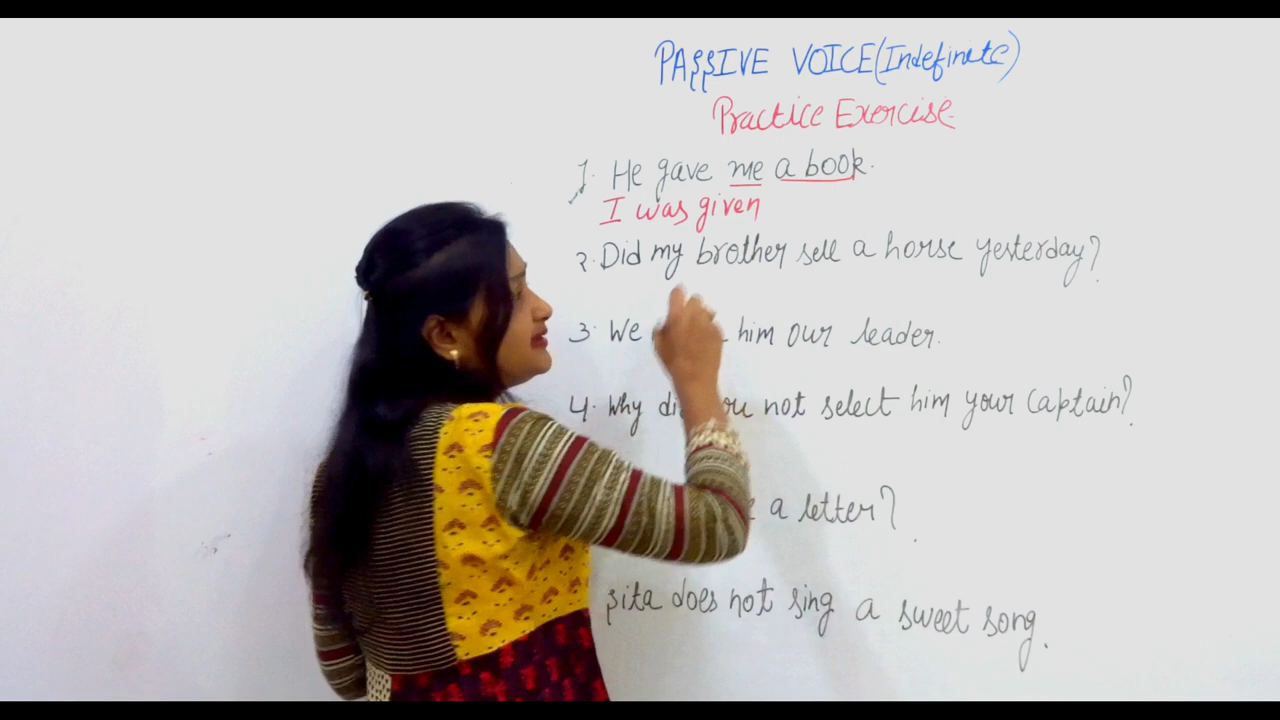 PASSIVE VOICE(Indefinite)
Practice Exercise
1. He gave me a book.
I was given
2. Did my brother sell a horse yesterday?
3. We him our leader.
4. Why did you not select him your Captain?
a letter?
sita does not sing a sweet song.